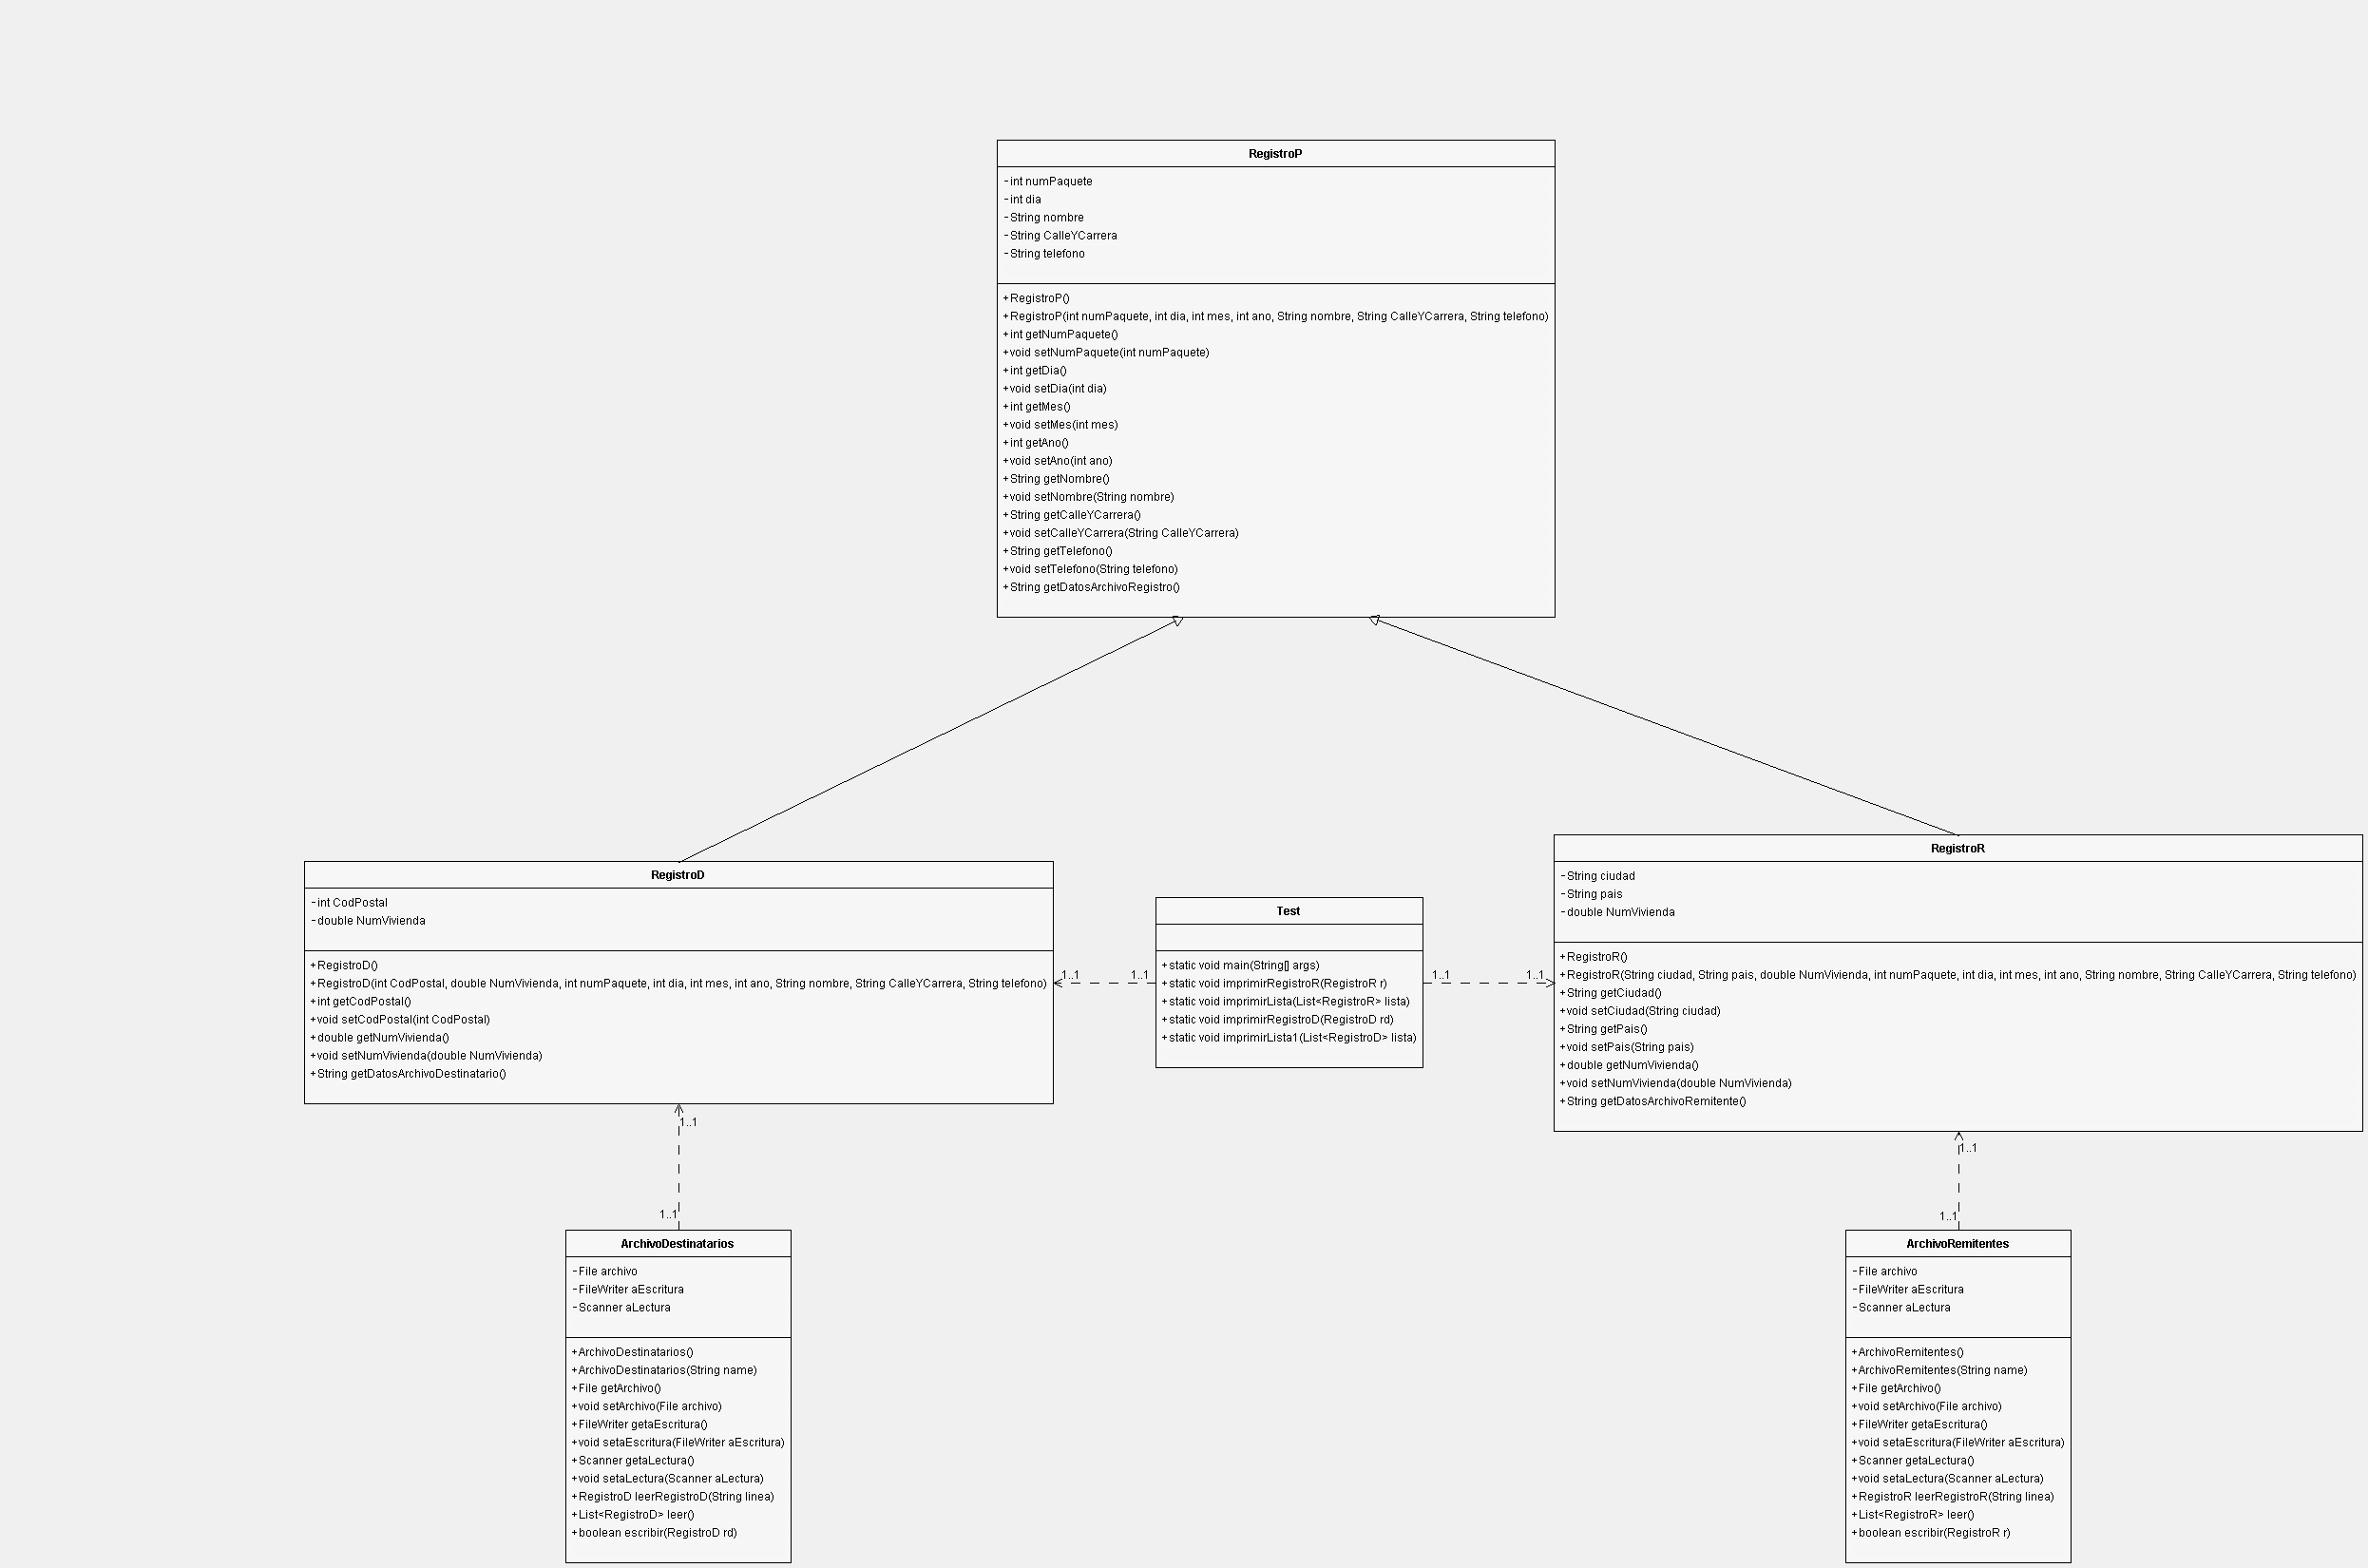 RegistroP
-int numPaquete
-int dia
-String nombre
-String CalleYCarrera
-String telefono
+RegistroP()
+RegistroP(int numPaquete, int dia, int mes, int ano, String nombre, String CalleYCarrera, String telefono)
+int getNumPaquete()
+void setNumPaquete(int numPaquete)
+int getDia()
+void setDia(int dia)
+int getMes()
+void setMes(int mes)
+int getAno()
+void setAno(int ano)
+String getNombre()
+void setNombre(String nombre)
+String getCalleYCarrera()
+void setCalleYCarrera(String CalleYCarrera)
+String getTelefono()
+void setTelefono(String telefono)
+String getDatosArchivoRegistro()
RegistroD
-int CodPostal
-double NumVivienda
+RegistroD()
+RegistroD(int CodPostal, double NumVivienda, int numPaquete, int dia, int mes, int ano, String nombre, String CalleYCarrera, String telefono)
+int getCodPostal()
+void setCodPostal(int CodPostal)
+double getNumVivienda()
+void setNumVivienda(double NumVivienda)
+String getDatosArchivoDestinatario()
1..1
1..1
Test
+static void main(String[] args)
+static void imprimirRegistroR(RegistroR r)
+static void imprimirLista(List<RegistroR> lista)
+static void imprimirRegistroD(RegistroD rd)
+static void imprimirLista1(List<RegistroD> lista)
1..1
1..1
RegistroR
-String ciudad
-String pais
-double NumVivienda
+RegistroR()
+RegistroR(String ciudad, String pais, double NumVivienda, int numPaquete, int dia, int mes, int ano, String nombre, String CalleYCarrera, String telefono)
+String getCiudad()
+void setCiudad(String ciudad)
+String getPais()
+void setPais(String pais)
+double getNumVivienda()
+void setNumVivienda(double NumVivienda)
+String getDatosArchivoRemitente()
1..1
1..1
ArchivoDestinatarios
-File archivo
-FileWriter aEscritura
-Scanner aLectura
+ArchivoDestinatarios()
+ArchivoDestinatarios(String name)
+File getArchivo()
+void setArchivo(File archivo)
+FileWriter getaEscritura()
+void setaEscritura(FileWriter aEscritura)
+Scanner getaLectura()
+void setaLectura(Scanner aLectura)
+RegistroD leerRegistroD(String linea)
+List<RegistroD> leer()
+boolean escribir(RegistroD rd)
1..1
1..1
ArchivoRemitentes
-File archivo
-FileWriter aEscritura
-Scanner aLectura
+ArchivoRemitentes()
+ArchivoRemitentes(String name)
+File getArchivo()
+void setArchivo(File archivo)
+FileWriter getaEscritura()
+void setaEscritura(FileWriter aEscritura)
+Scanner getaLectura()
+void setaLectura(Scanner aLectura)
+RegistroR leerRegistroR(String linea)
+List<RegistroR> leer()
+boolean escribir(RegistroR r)